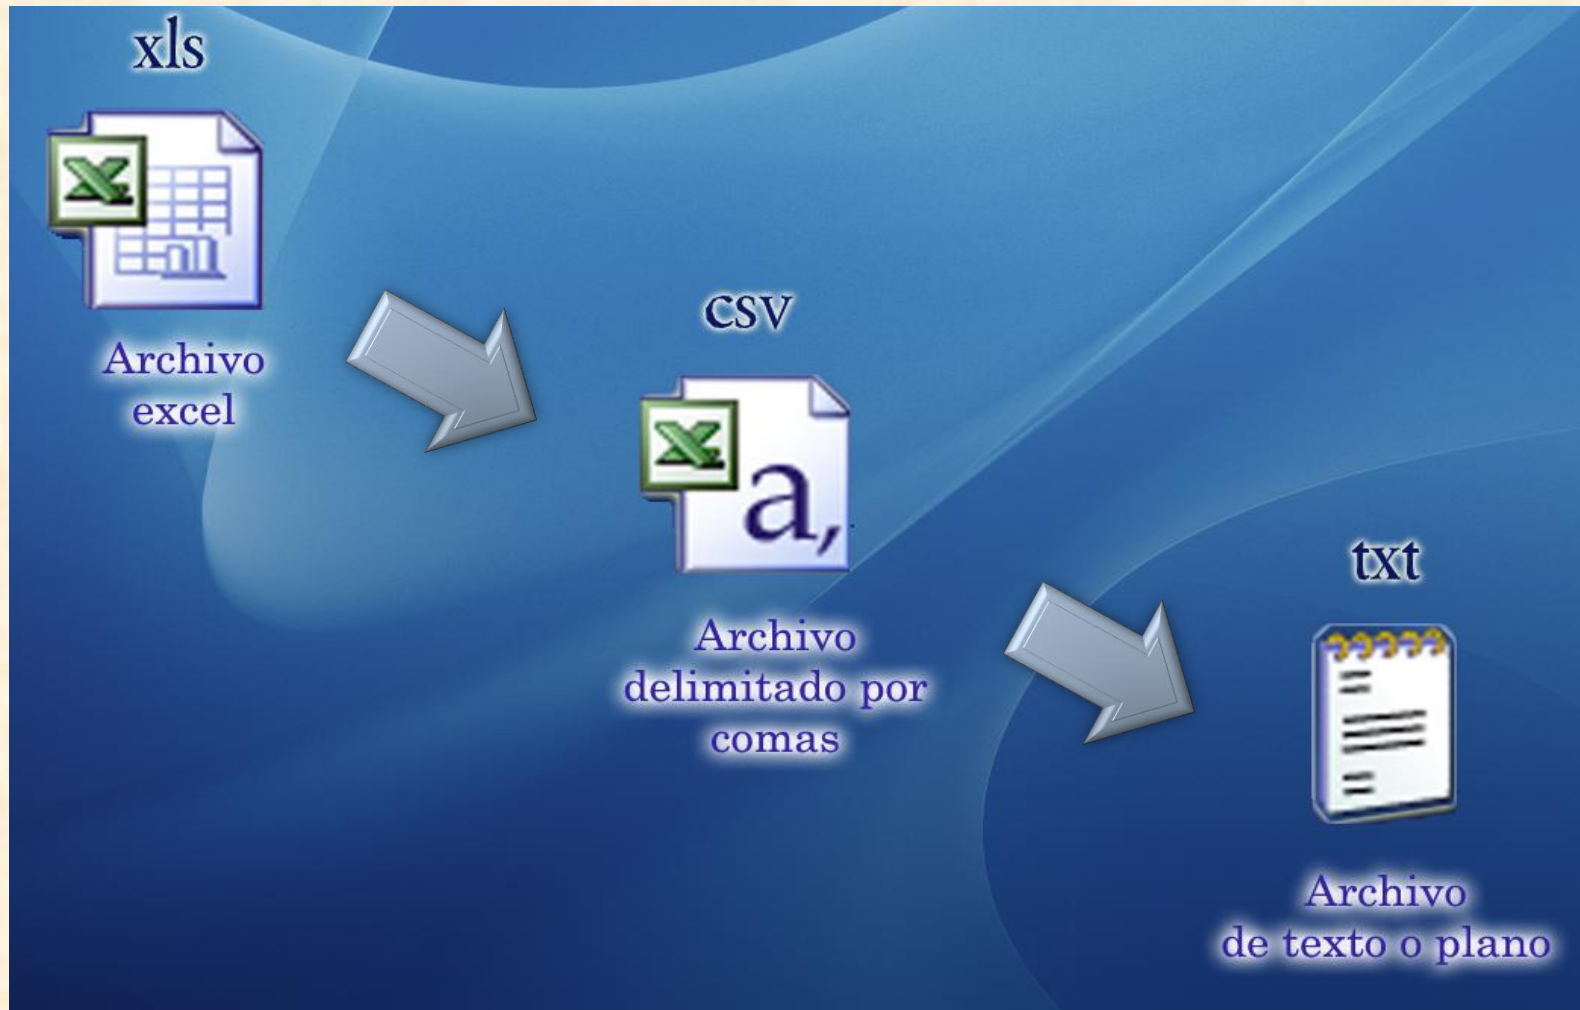 xls
Archivo
excel
csv
a,
Archivo
delimitado por
comas
txt
Archivo
de texto o plano